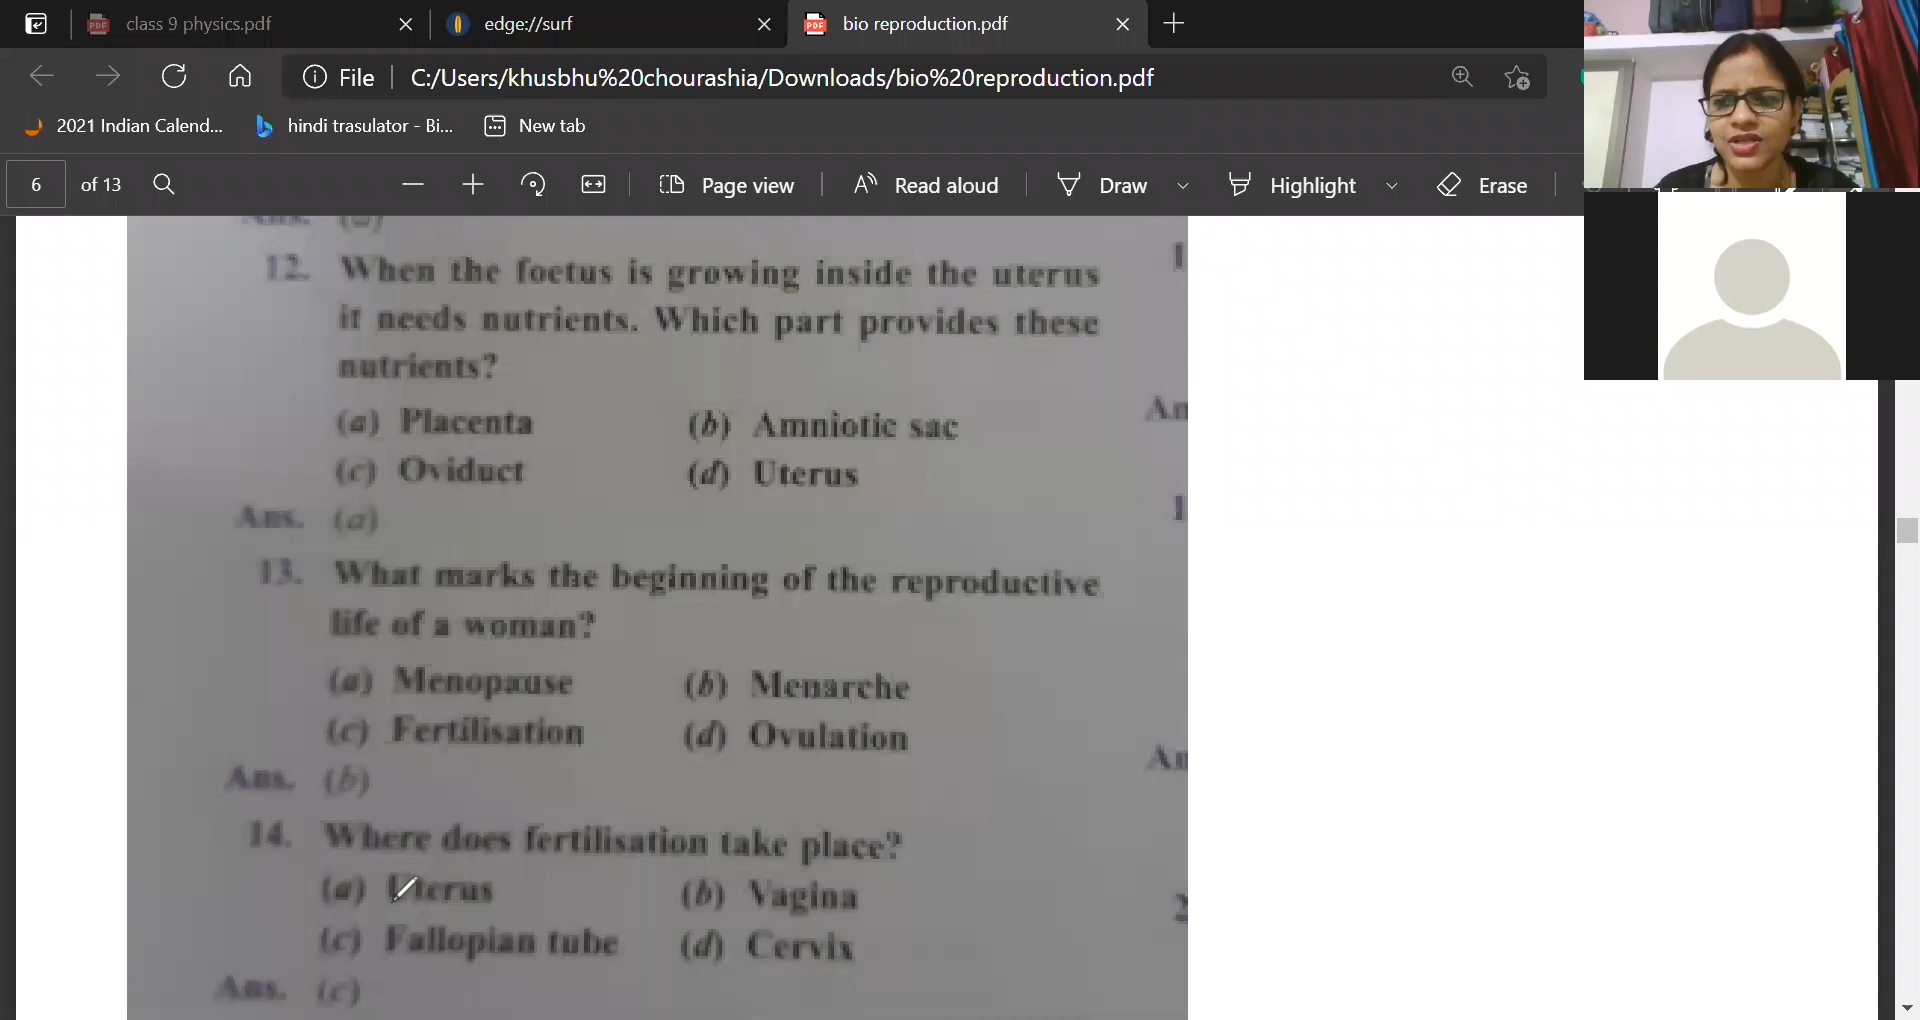 class 9 physics.pdf
edge://surf
bio reproduction.pdf
File C:/Users/khusbhu%20chourashia/Downloads/bio%20reproduction.pdf
2021 Indian Calend...
hindi trasulator - Bi...
New tab
6 of 13
Page view
Read aloud
Draw
Highlight
Erase
12. When the foetus is growing inside the uterus
it needs nutrients. Which part provides these
nutrients?
(a) Placenta (b) Amniotic sac
(c) Oviduct (d) Uterus
Ans. (a)
13. What marks the beginning of the reproductive
life of a woman?
(a) Menopause (b) Menarche
(c) Fertilisation (d) Ovulation
Ans. (b)
14. Where does fertilisation take place?
(a) Uterus (b) Vagina
(c) Fallopian tube (d) Cervix
Ans. (c)